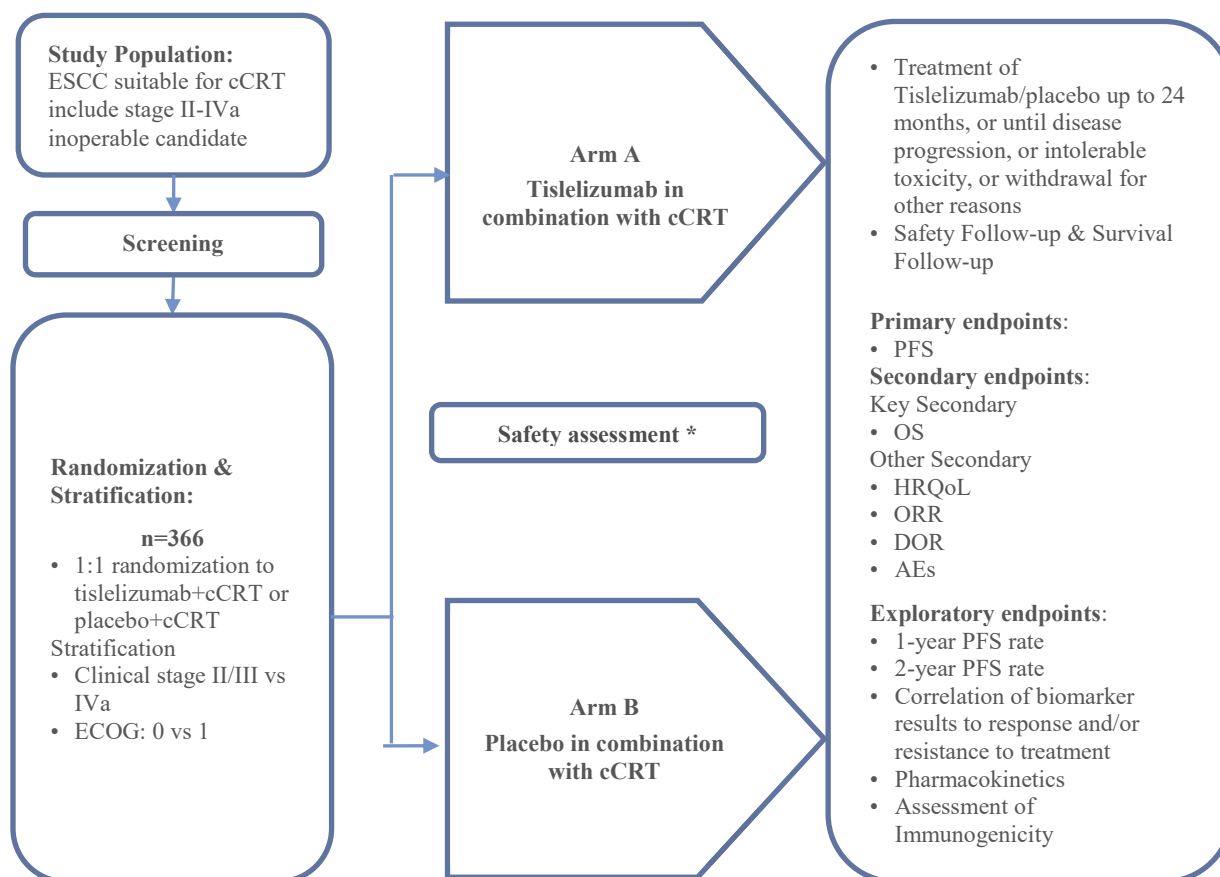 Study Population:
ESCC suitable for cCRT
include stage II-IVa
inoperable candidate
Screening
Randomization &
Stratification:
n=366
• 1:1 randomization to
tislelizumab+cCRT or
placebo+cCRT
Stratification
• Clinical stage II/III vs
IVa
• ECOG: 0 vs 1
Arm A
Tislelizumab in
combination with cCRT
Safety assessment *
Arm B
Placebo in combination
with cCRT
• Treatment of
Tislelizumab/placebo up to 24
months, or until disease
progression, or intolerable
toxicity, or withdrawal for
other reasons
• Safety Follow-up & Survival
Follow-up
Primary endpoints:
• PFS
Secondary endpoints:
Key Secondary
• OS
Other Secondary
• HRQoL
• ORR
• DOR
• AEs
Exploratory endpoints:
• 1-year PFS rate
• 2-year PFS rate
• Correlation of biomarker
results to response and/or
resistance to treatment
• Pharmacokinetics
• Assessment of
Immunogenicity